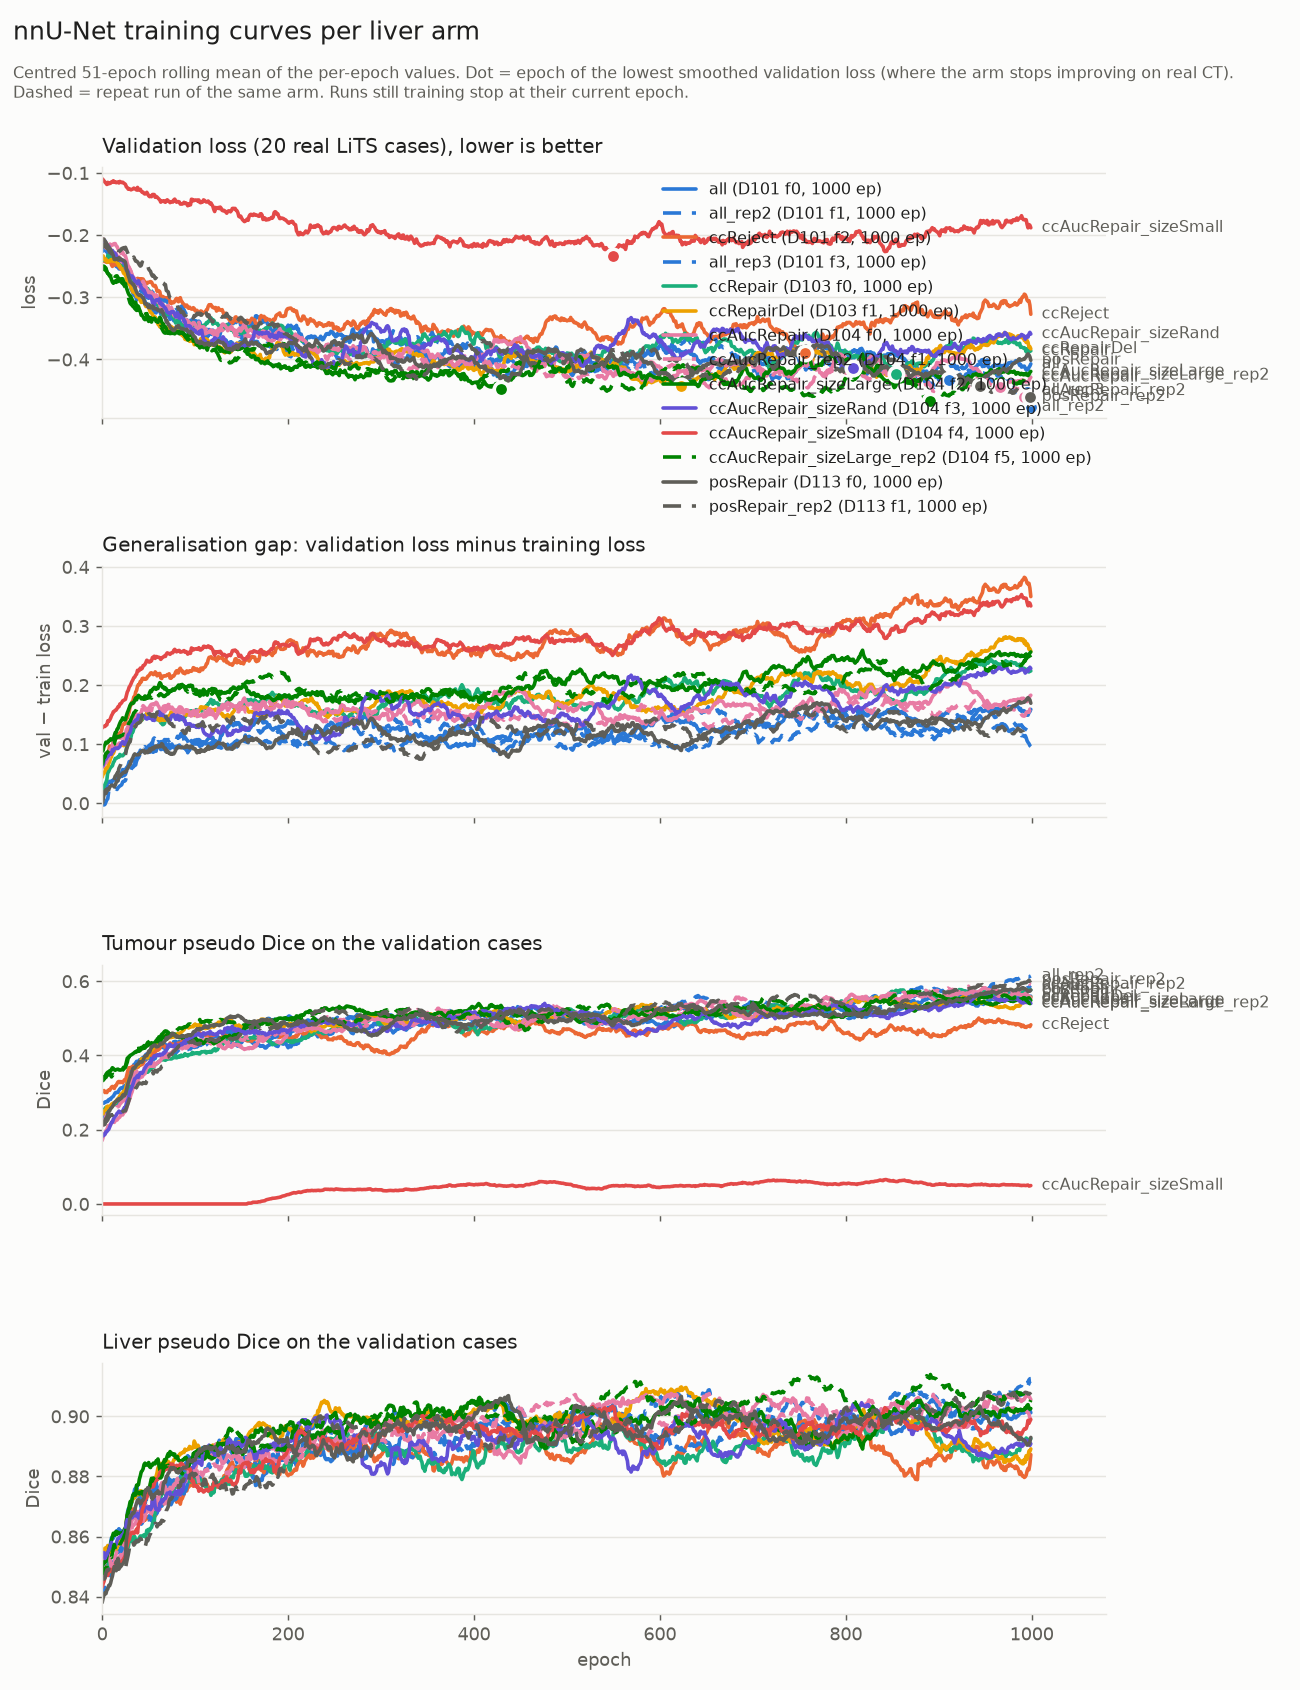 nnU-Net training curves per liver arm
Centred 51-epoch rolling mean of the per-epoch values. Dot = epoch of the lowest smoothed validation loss (where the arm stops improving on real CT).
Dashed = repeat run of the same arm. Runs still training stop at their current epoch.
Validation loss (20 real LiTS cases), lower is better
−0.1
−0.2
−0.3
−0.4
loss
all (D101 f0, 1000 ep)
all_rep2 (D101 f1, 1000 ep)
ccReject (D101 f2, 1000 ep)
all_rep3 (D101 f3, 1000 ep)
ccRepair (D103 f0, 1000 ep)
ccRepairDel (D103 f1, 1000 ep)
ccAucRepair (D104 f0, 1000 ep)
ccAucRepair_rep2 (D104 f1, 1000 ep)
ccAucRepair_sizeLarge (D104 f2, 1000 ep)
ccAucRepair_sizeRand (D104 f3, 1000 ep)
ccAucRepair_sizeSmall (D104 f4, 1000 ep)
ccAucRepair_sizeLarge_rep2 (D104 f5, 1000 ep)
posRepair (D113 f0, 1000 ep)
posRepair_rep2 (D113 f1, 1000 ep)
ccAucRepair_sizeSmall
ccReject
ccAucRepair_sizeRand
ccRepairDel
posRepair
ccAucRepair_sizeLarge
ccAucRepair_sizeLarge_rep2
posRepair_rep2
all_rep2
Generalisation gap: validation loss minus training loss
0.4
0.3
0.2
0.1
0.0
val − train loss
Tumour pseudo Dice on the validation cases
0.6
0.4
0.2
0.0
Dice
all_rep2
posRepair_rep2
ccAucRepair_sizeLarge
ccAucRepair_sizeLarge_rep2
ccReject
ccAucRepair_sizeSmall
Liver pseudo Dice on the validation cases
0.90
0.88
0.86
0.84
Dice
0
200
400
600
800
1000
epoch